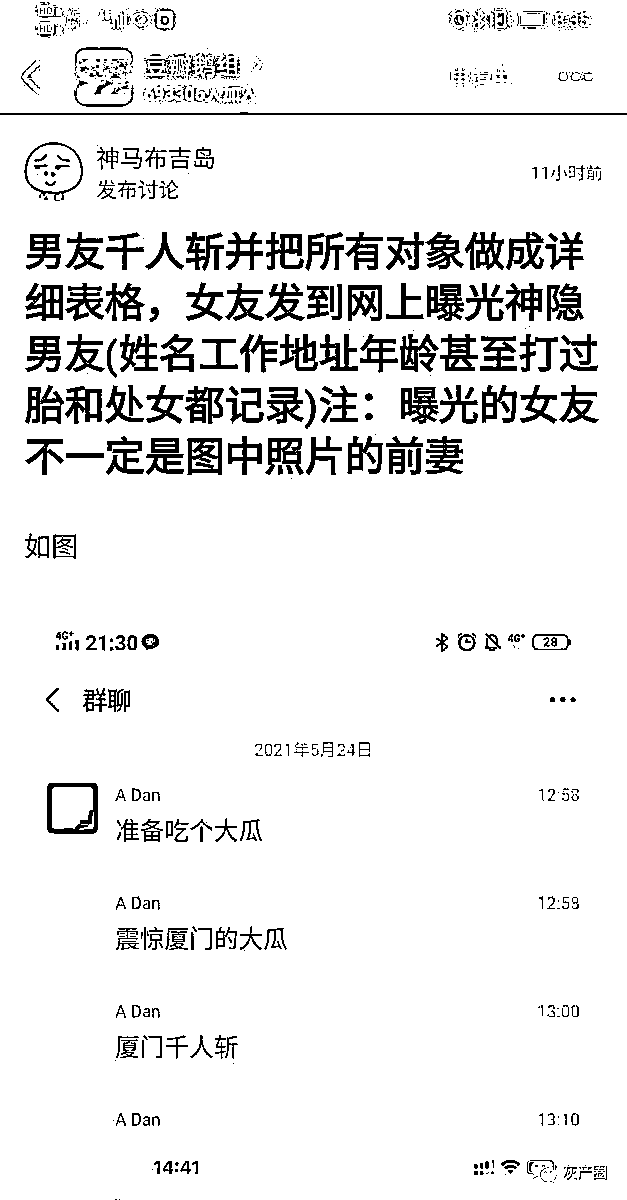 豆瓣鹅组
神马布吉岛
发布讨论
11小时前
男友千人斩并把所有对象做成详
细表格，女友发到网上曝光神隐
男友(姓名工作地址年龄甚至打过
胎和处女都记录)注：曝光的女友
不一定是图中照片的前妻
如图
4G+ 21:30 4G+ 28
群聊
2021年5月24日
A Dan 12:58
准备吃个大瓜
A Dan 12:58
震惊厦门的大瓜
A Dan 13:00
厦门千人斩
A Dan 13:10
14:41
灰产圈